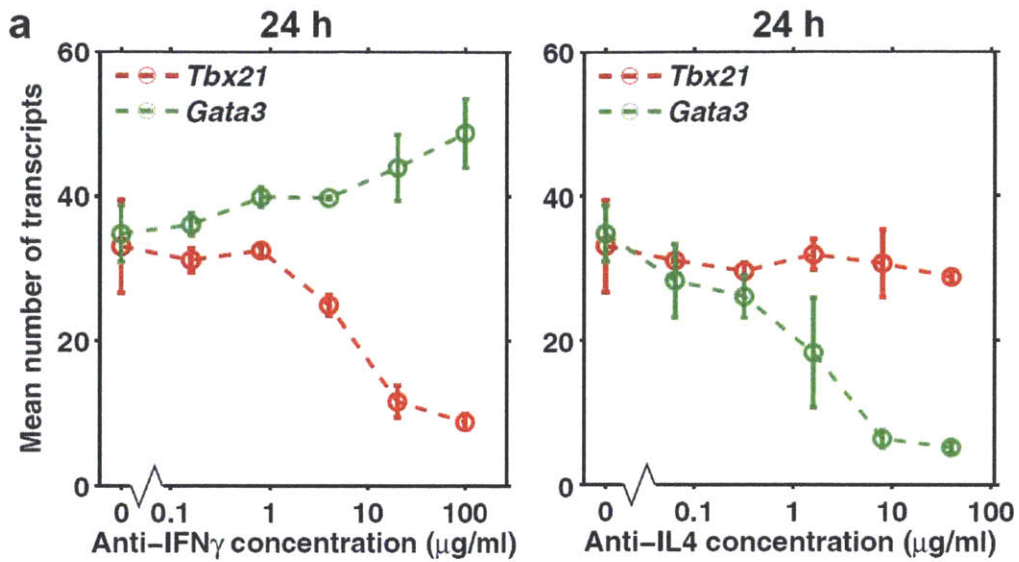 a
24 h
60
40
20
0
Mean number of transcripts
Tbx21
Gata3
0 0.1 1 10 100
Anti-IFNγ concentration (μg/ml)
24 h
60
40
20
0
Tbx21
Gata3
0 0.1 1 10 100
Anti-IL4 concentration (μg/ml)